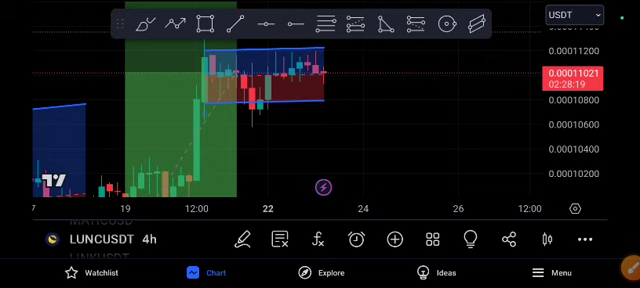 USDT
0.00011200
0.00011021
02:28:19
0.00010800
0.00010600
0.00010400
0.00010200
7 19 12:00 22 24 26 12:00
LUNCUSDT 4h
Watchlist Chart Explore Ideas Menu